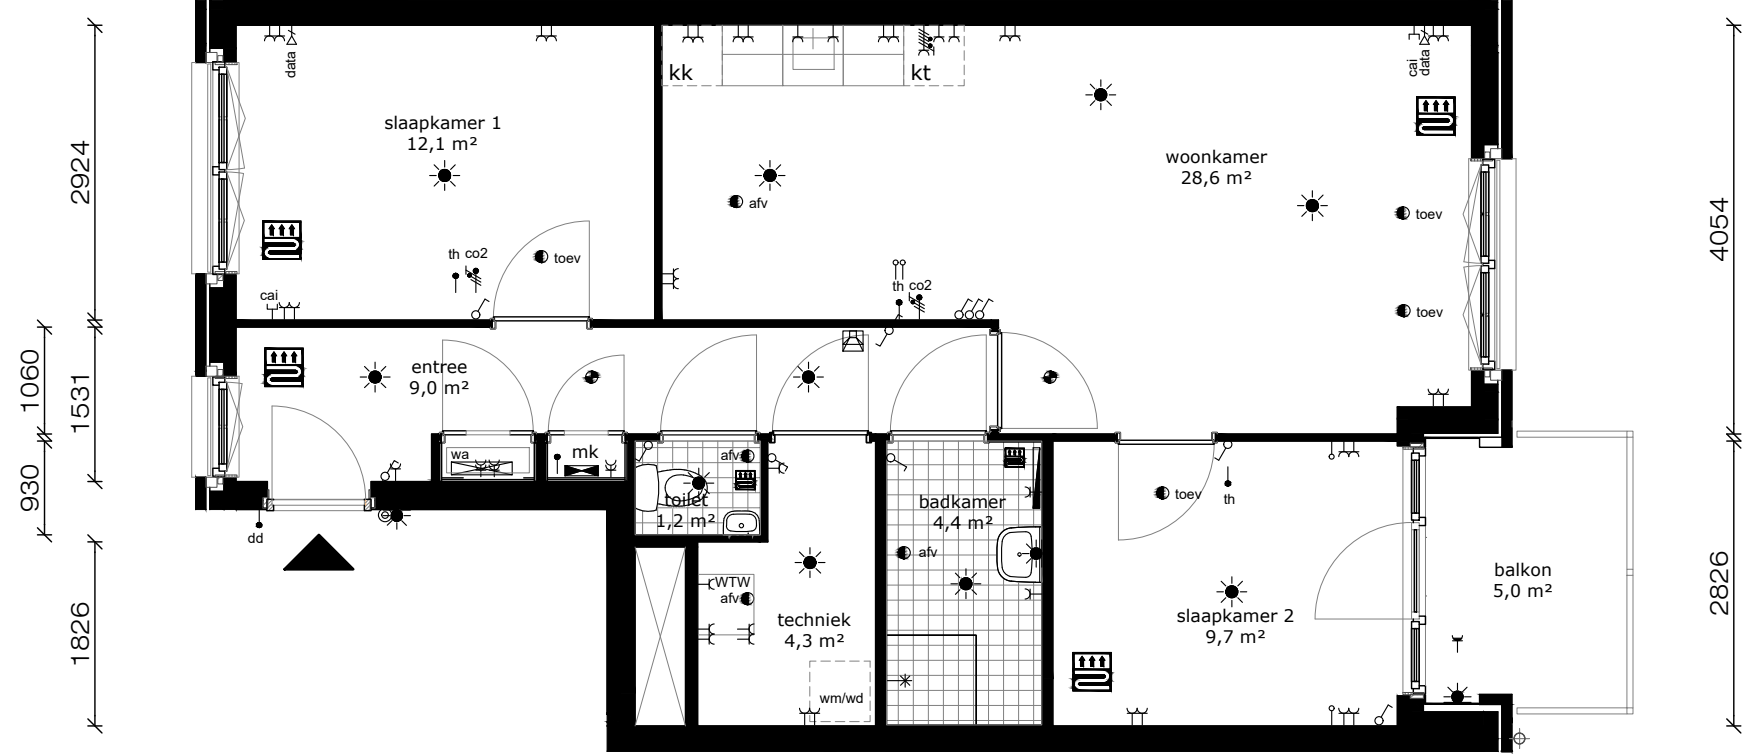 data
kk
kt
cai
data
slaapkamer 1
12,1 m²
woonkamer
28,6 m²
2924
4054
afv
toev
th co2
toev
cai
th co2
toev
entree
9,0 m²
1060
1531
930
wa
mk
afv
toilet
1,2 m²
badkamer
4,4 m²
toev
th
dd
afv
WTW
afv
balkon
5,0 m²
techniek
4,3 m²
slaapkamer 2
9,7 m²
1826
2826
wm/wd